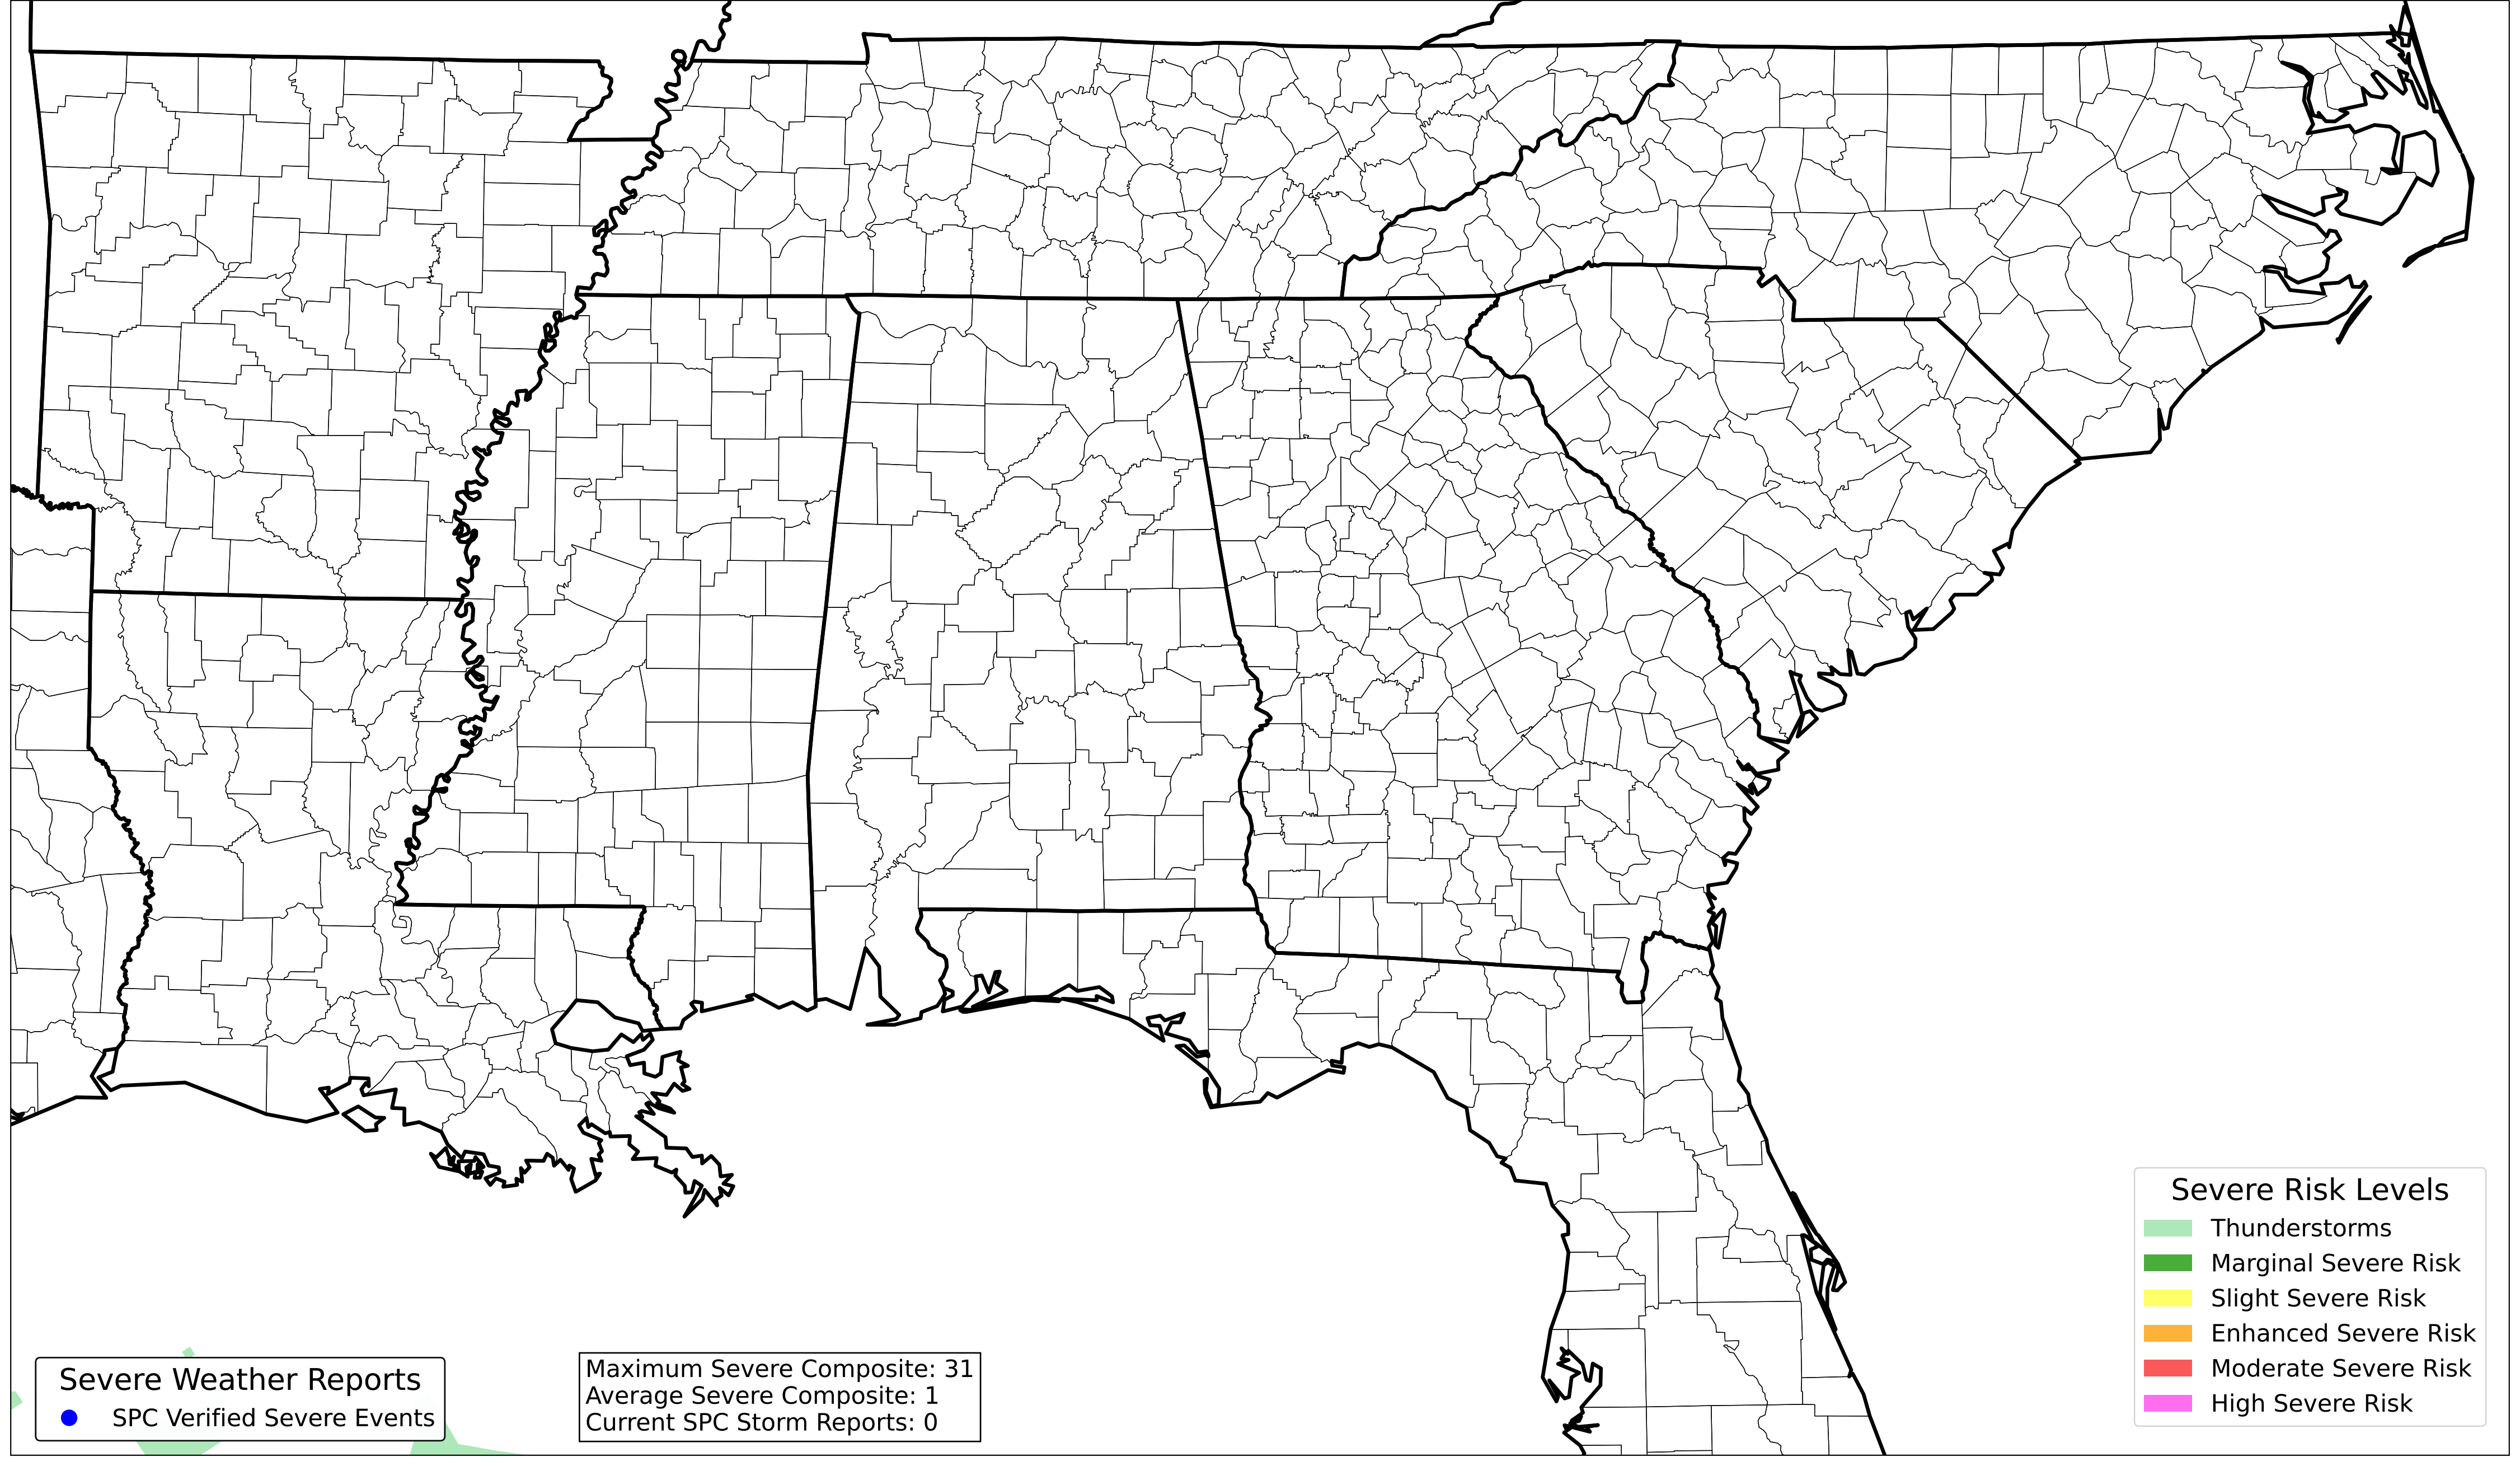 Severe Risk Levels
Thunderstorms
Marginal Severe Risk
Slight Severe Risk
Enhanced Severe Risk
Moderate Severe Risk
High Severe Risk
Severe Weather Reports
SPC Verified Severe Events
Maximum Severe Composite: 31
Average Severe Composite: 1
Current SPC Storm Reports: 0